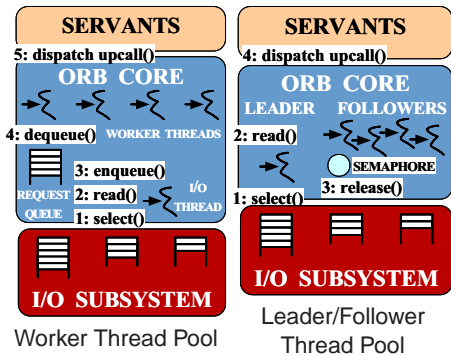 SERVANTS
5: dispatch upcall()
ORB CORE
WORKER THREADS
4: dequeue()
3: enqueue()
2: read()
1: select()
REQUEST
QUEUE
I/O
THREAD
I/O SUBSYSTEM
Worker Thread Pool
SERVANTS
4: dispatch upcall()
ORB CORE
LEADER FOLLOWERS
2: read()
SEMAPHORE
3: release()
1: select()
I/O SUBSYSTEM
Leader/Follower
Thread Pool